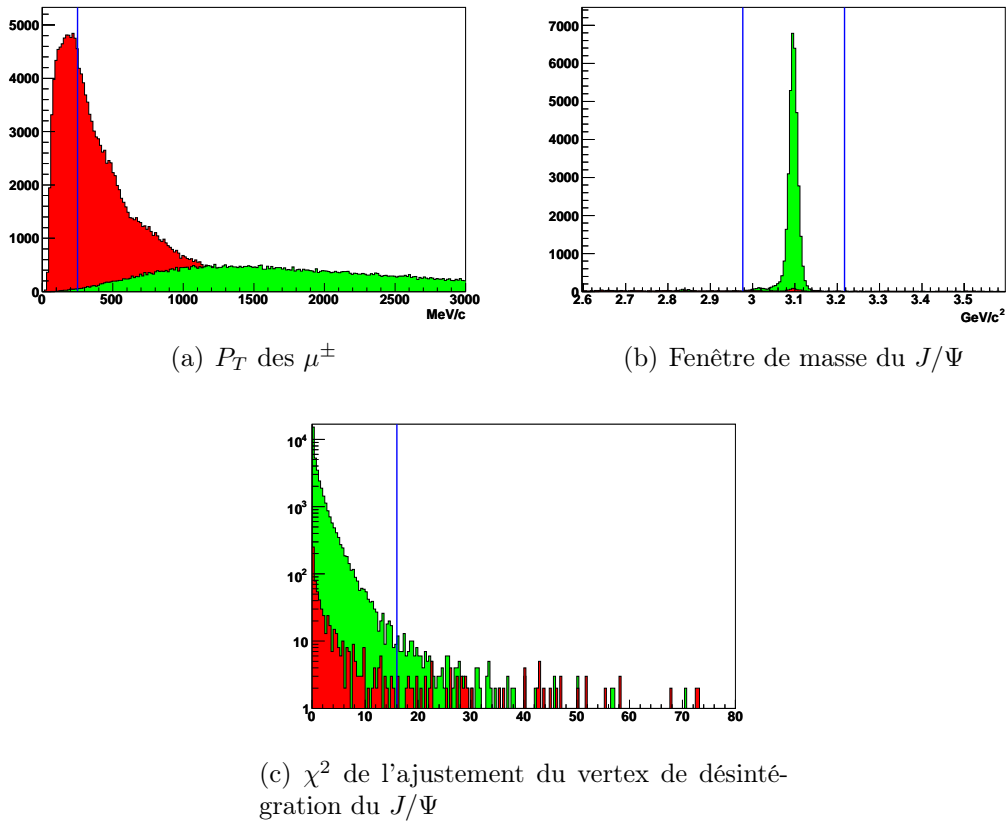 5000
4000
3000
2000
1000
0
0 500 1000 1500 2000 2500 3000
MeV/c
(a) P_T des μ^±
7000
6000
5000
4000
3000
2000
1000
0
2.6 2.7 2.8 2.9 3 3.1 3.2 3.3 3.4 3.5
GeV/c²
(b) Fenêtre de masse du J/Ψ
10⁴
10³
10²
10
1
0 10 20 30 40 50 60 70 80
(c) χ² de l'ajustement du vertex de désinté-
gration du J/Ψ